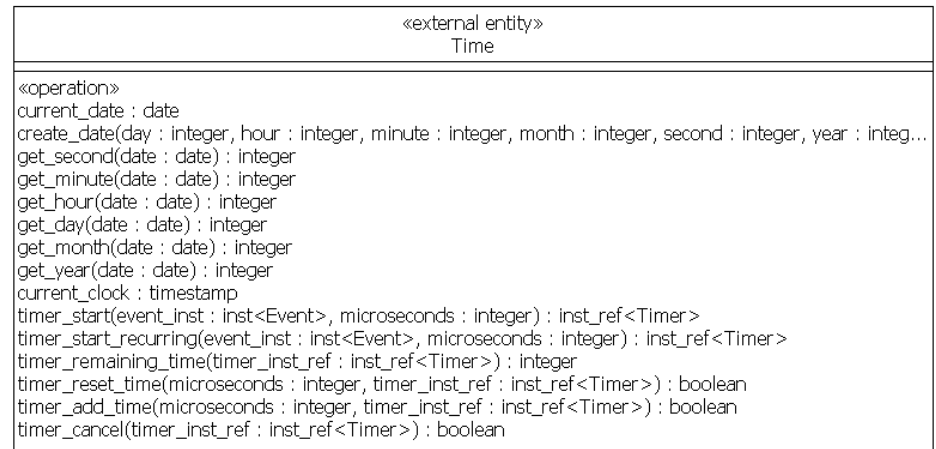 «external entity»
Time
«operation»
current_date : date
create_date(day : integer, hour : integer, minute : integer, month : integer, second : integer, year : integ...
get_second(date : date) : integer
get_minute(date : date) : integer
get_hour(date : date) : integer
get_day(date : date) : integer
get_month(date : date) : integer
get_year(date : date) : integer
current_clock : timestamp
timer_start(event_inst : inst<Event>, microseconds : integer) : inst_ref<Timer>
timer_start_recurring(event_inst : inst<Event>, microseconds : integer) : inst_ref<Timer>
timer_remaining_time(timer_inst_ref : inst_ref<Timer>) : integer
timer_reset_time(microseconds : integer, timer_inst_ref : inst_ref<Timer>) : boolean
timer_add_time(microseconds : integer, timer_inst_ref : inst_ref<Timer>) : boolean
timer_cancel(timer_inst_ref : inst_ref<Timer>) : boolean